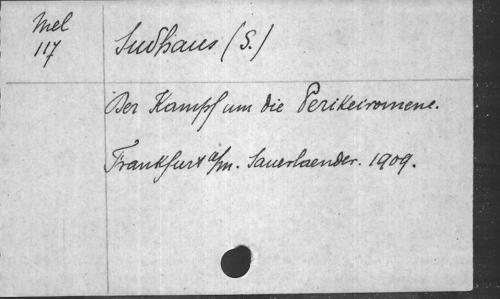 Mel
117
Sudhaus (S.)
Der Kampf um die Perikeiromene.
Frankfurt a/m. Sauerlaender. 1909.